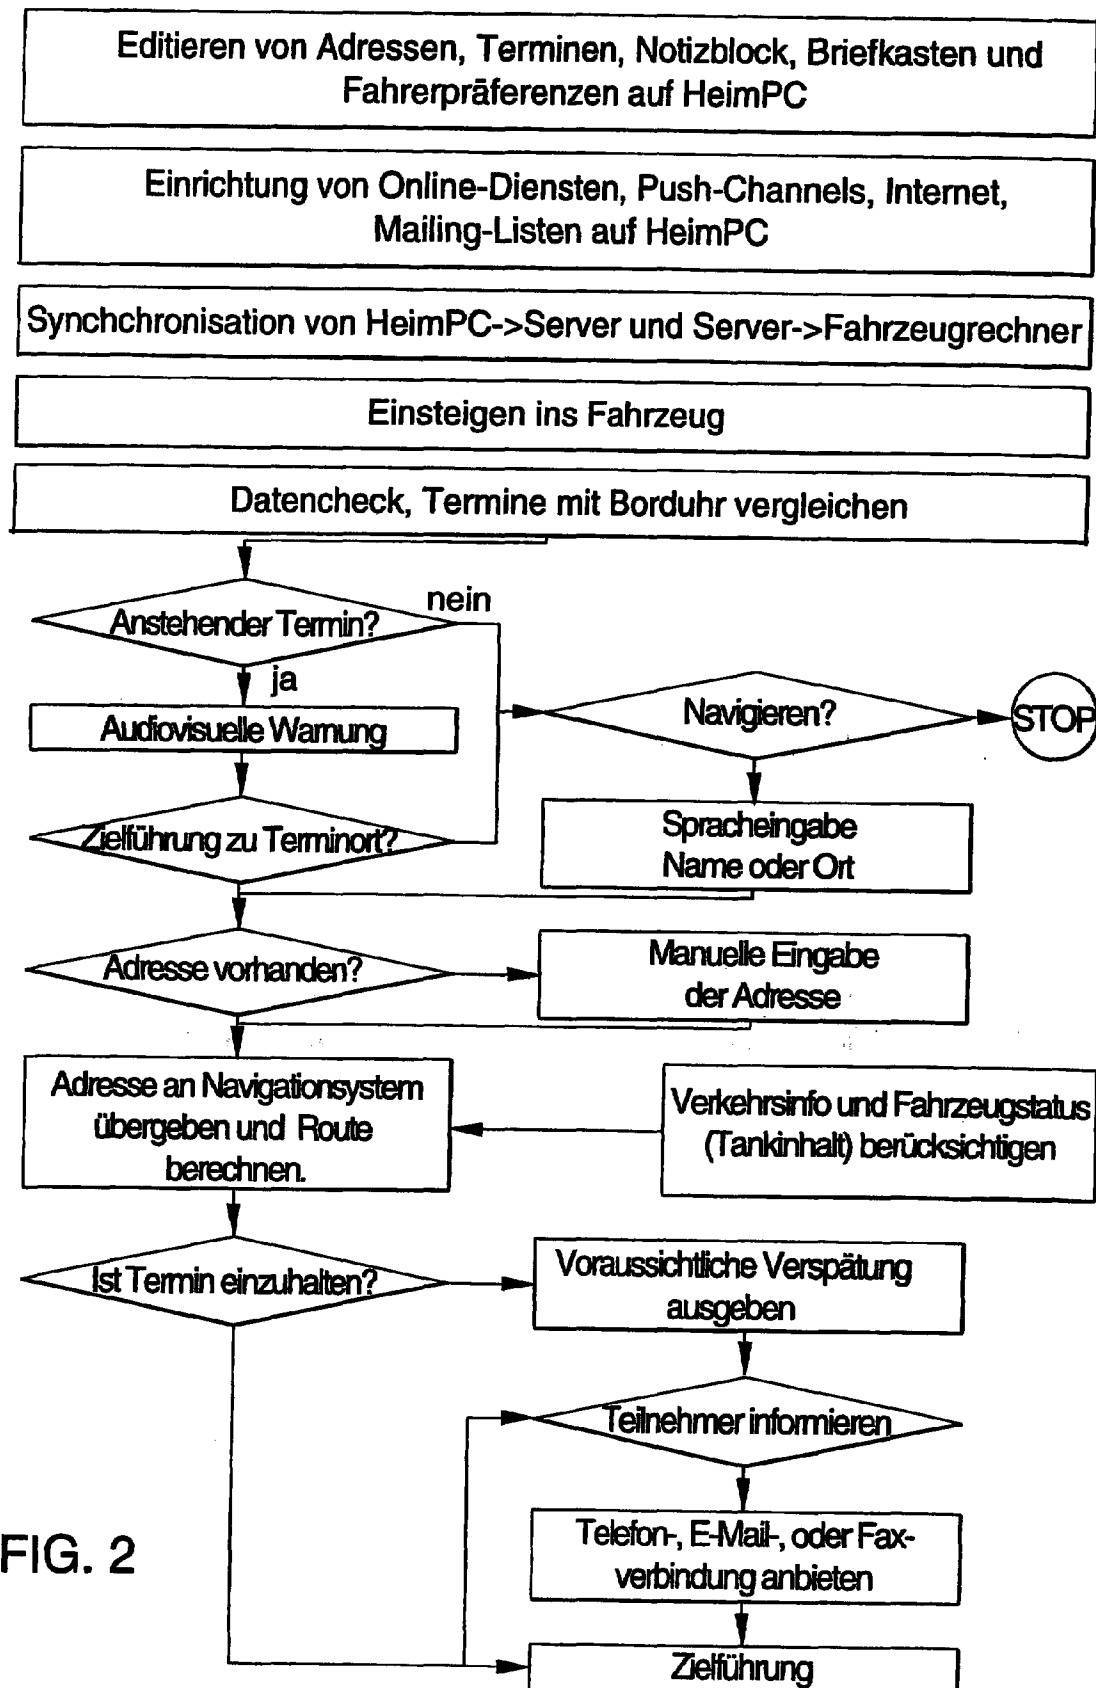 Editieren von Adressen, Terminen, Notizblock, Briefkasten und
Fahrerpräferenzen auf HeimPC
Einrichtung von Online-Diensten, Push-Channels, Internet,
Mailing-Listen auf HeimPC
Synchchronisation von HeimPC->Server und Server->Fahrzeugrechner
Einsteigen ins Fahrzeug
Datencheck, Termine mit Borduhr vergleichen
Anstehender Termin?
nein
ja
Audiovisuelle Warnung
Navigieren?
STOP
Zielführung zu Terminort?
Spracheingabe
Name oder Ort
Adresse vorhanden?
Manuelle Eingabe
der Adresse
Adresse an Navigationsystem
übergeben und Route
berechnen.
Verkehrsinfo und Fahrzeugstatus
(Tankinhalt) berücksichtigen
Ist Termin einzuhalten?
Voraussichtliche Verspätung
ausgeben
Teilnehmer informieren
Telefon-, E-Mail-, oder Fax-
verbindung anbieten
Zielführung
FIG. 2